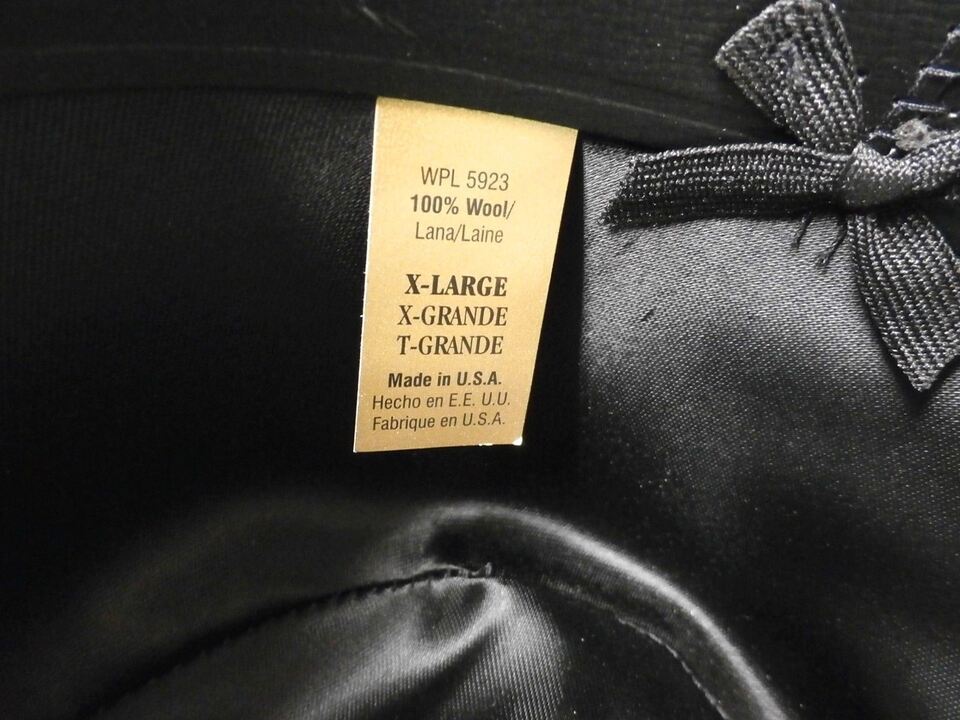 WPL 5923
100% Wool/
Lana/Laine
X-LARGE
X-GRANDE
T-GRANDE
Made in U.S.A.
Hecho en E.E. U.U.
Fabrique en U.S.A.